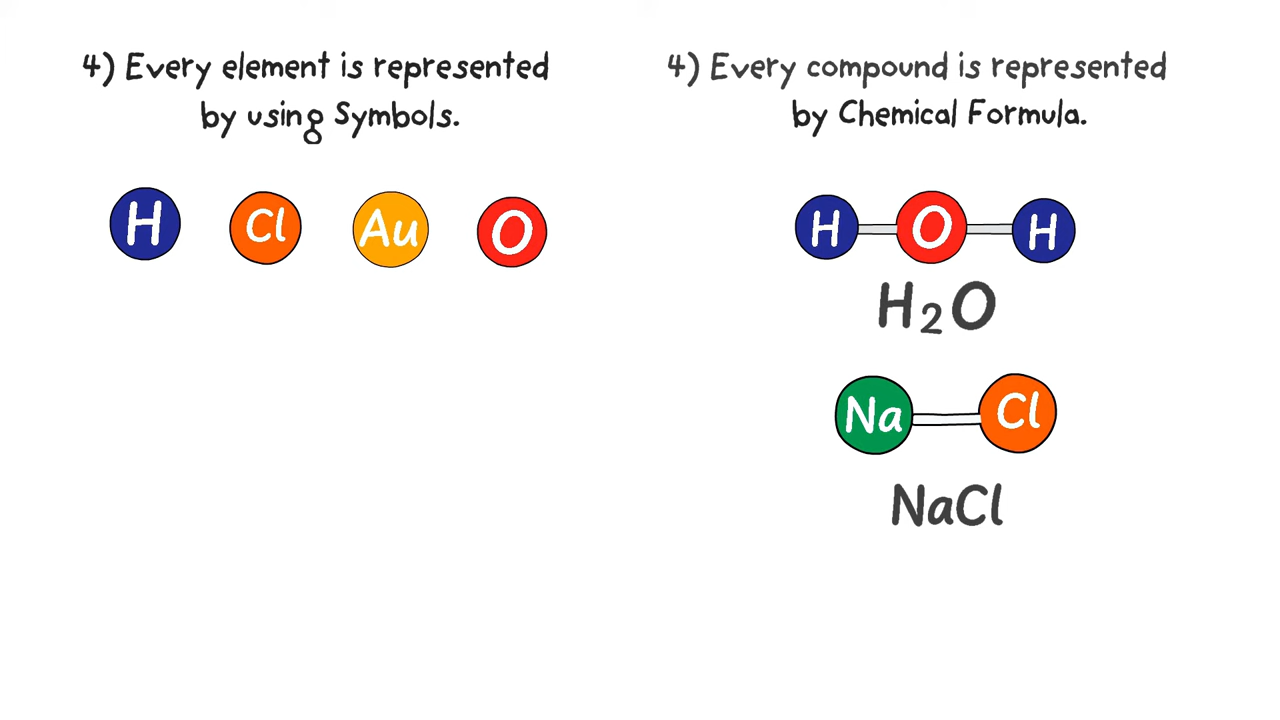 4) Every element is represented
by using Symbols.
H Cl Au O
4) Every compound is represented
by Chemical Formula.
H O H
H₂O
Na Cl
NaCl